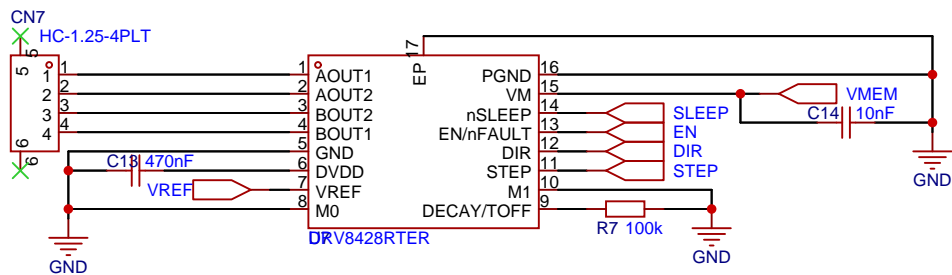 CN7
HC-1.25-4PLT
5
5
1
1
2
2
3
3
4
4
6
6
EP
17
1
AOUT1
2
AOUT2
3
BOUT2
4
BOUT1
5
GND
6
DVDD
7
VREF
8
M0
PGND
16
VM
15
nSLEEP
14
EN/nFAULT
13
DIR
12
STEP
11
M1
10
DECAY/TOFF
9
DRV8428RTER
C13
470nF
VREF
GND
VMEM
C14
10nF
SLEEP
EN
DIR
STEP
GND
R7
100k
GND